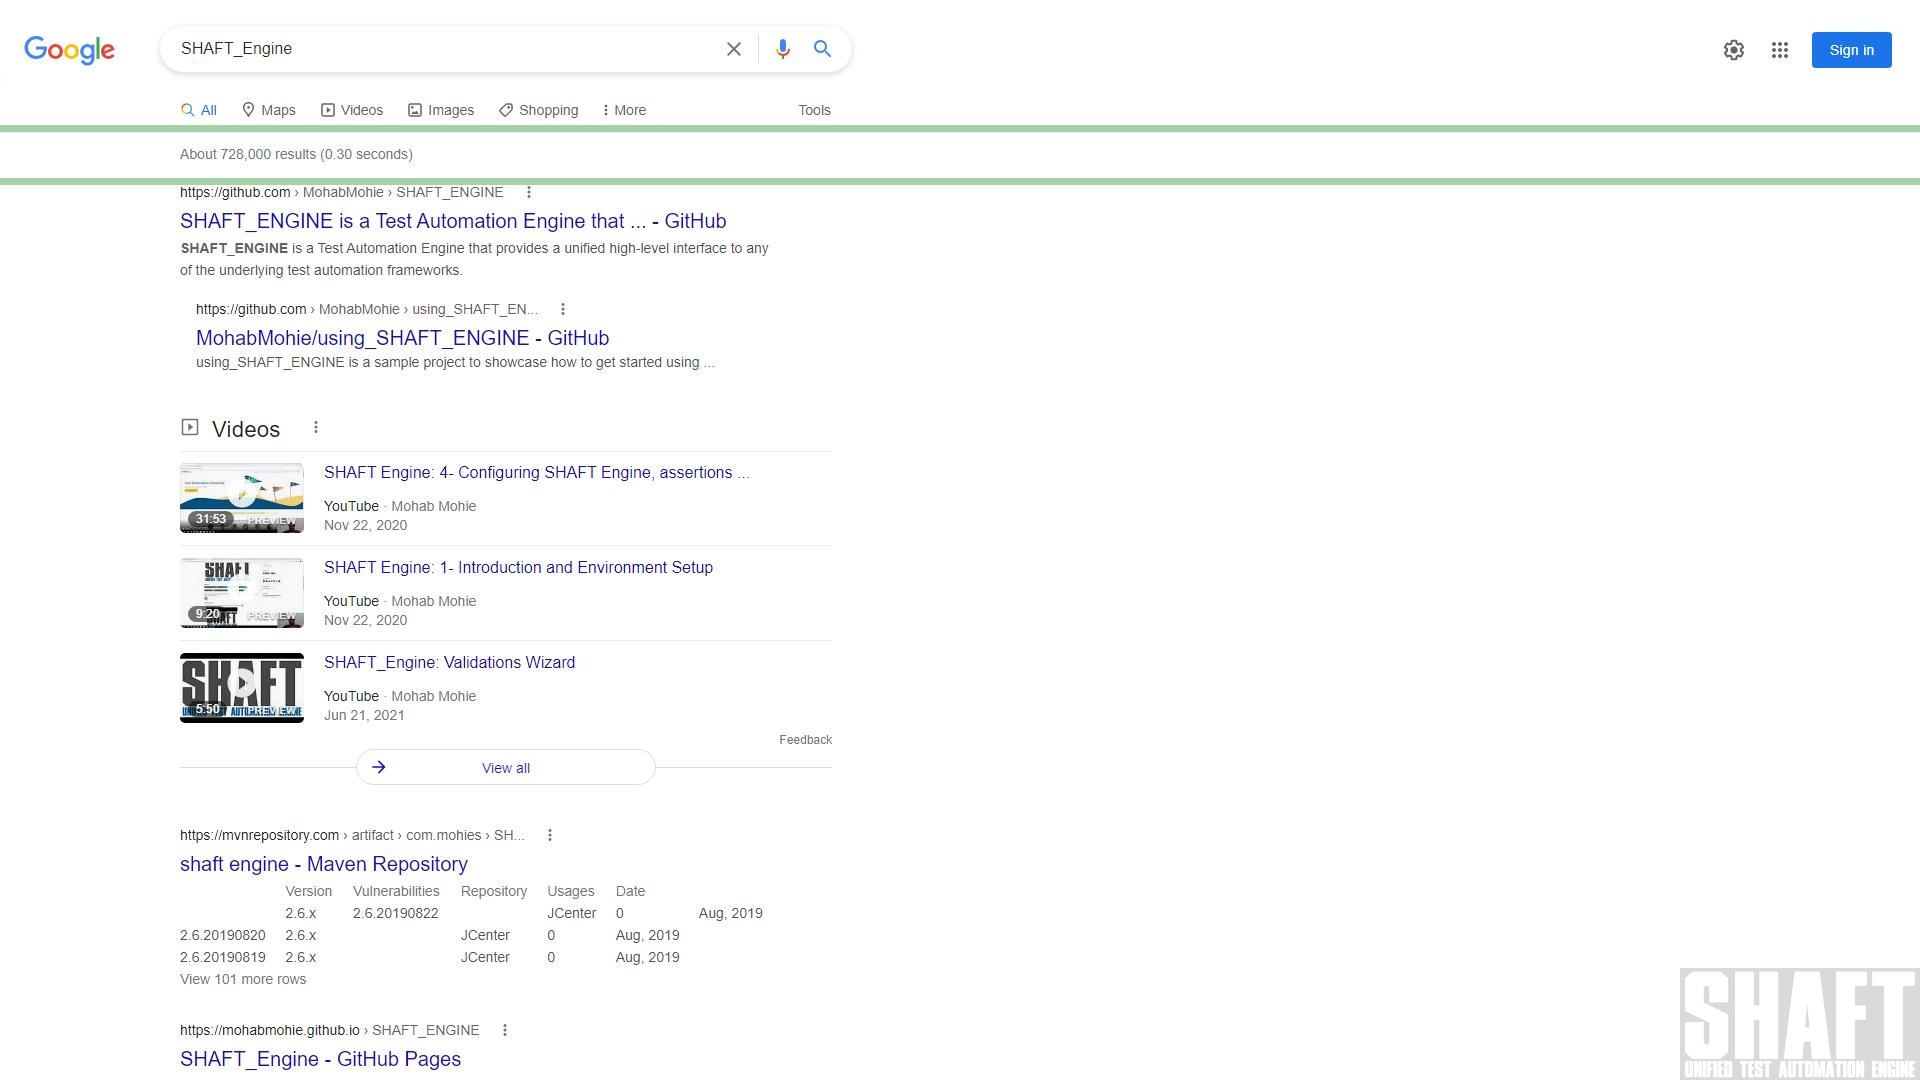 Google
SHAFT_Engine
Sign in
All Maps Videos Images Shopping More Tools
About 728,000 results (0.30 seconds)
https://github.com › MohabMohie › SHAFT_ENGINE
SHAFT_ENGINE is a Test Automation Engine that ... - GitHub
SHAFT_ENGINE is a Test Automation Engine that provides a unified high-level interface to any
of the underlying test automation frameworks.
https://github.com › MohabMohie › using_SHAFT_EN...
MohabMohie/using_SHAFT_ENGINE - GitHub
using_SHAFT_ENGINE is a sample project to showcase how to get started using ...
Videos
SHAFT Engine: 4- Configuring SHAFT Engine, assertions ...
31:53 PREVIEW
YouTube · Mohab Mohie
Nov 22, 2020
SHAFT Engine: 1- Introduction and Environment Setup
SHAFT
9:20 PREVIEW
YouTube · Mohab Mohie
Nov 22, 2020
SHAFT_Engine: Validations Wizard
SHAFT
5:50 PREVIEW
YouTube · Mohab Mohie
Jun 21, 2021
Feedback
View all
https://mvnrepository.com › artifact › com.mohies › SH...
shaft engine - Maven Repository
Version Vulnerabilities Repository Usages Date
2.6.x 2.6.20190822 JCenter 0 Aug, 2019
2.6.20190820 2.6.x JCenter 0 Aug, 2019
2.6.20190819 2.6.x JCenter 0 Aug, 2019
View 101 more rows
https://mohabmohie.github.io › SHAFT_ENGINE
SHAFT_Engine - GitHub Pages
SHAFT
UNIFIED TEST AUTOMATION ENGINE